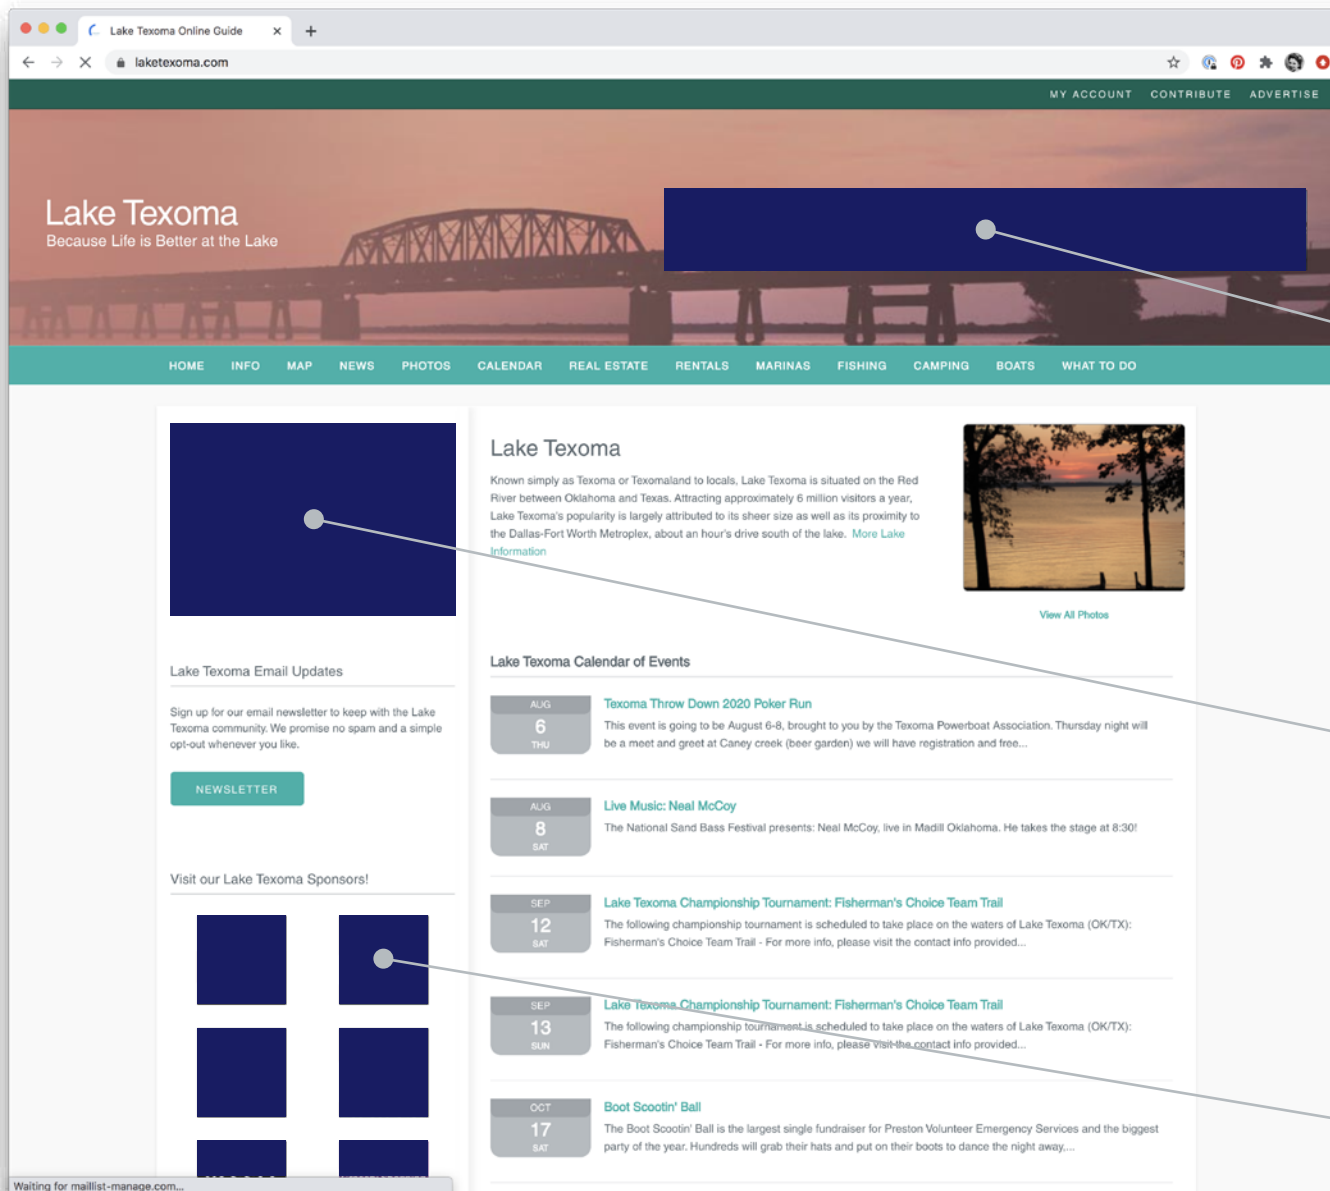 Lake Texoma Online Guide
laketexoma.com
MY ACCOUNT CONTRIBUTE ADVERTISE
Lake Texoma
Because Life is Better at the Lake
HOME INFO MAP NEWS PHOTOS CALENDAR REAL ESTATE RENTALS MARINAS FISHING CAMPING BOATS WHAT TO DO
Lake Texoma
Known simply as Texoma or Texomaland to locals, Lake Texoma is situated on the Red
River between Oklahoma and Texas. Attracting approximately 6 million visitors a year,
Lake Texoma's popularity is largely attributed to its sheer size as well as its proximity to
the Dallas-Fort Worth Metroplex, about an hour's drive south of the lake. More Lake
Information
View All Photos
Lake Texoma Email Updates
Sign up for our email newsletter to keep with the Lake
Texoma community. We promise no spam and a simple
opt-out whenever you like.
NEWSLETTER
Visit our Lake Texoma Sponsors!
Lake Texoma Calendar of Events
AUG
6
THU
Texoma Throw Down 2020 Poker Run
This event is going to be August 6-8, brought to you by the Texoma Powerboat Association. Thursday night will
be a meet and greet at Caney creek (beer garden) we will have registration and free...
AUG
8
SAT
Live Music: Neal McCoy
The National Sand Bass Festival presents: Neal McCoy, live in Madill Oklahoma. He takes the stage at 8:30!
SEP
12
SAT
Lake Texoma Championship Tournament: Fisherman's Choice Team Trail
The following championship tournament is scheduled to take place on the waters of Lake Texoma (OK/TX):
Fisherman's Choice Team Trail - For more info, please visit the contact info provided...
SEP
13
SUN
Lake Texoma Championship Tournament: Fisherman's Choice Team Trail
The following championship tournament is scheduled to take place on the waters of Lake Texoma (OK/TX):
Fisherman's Choice Team Trail - For more info, please visit the contact info provided...
OCT
17
SAT
Boot Scootin' Ball
The Boot Scootin' Ball is the largest single fundraiser for Preston Volunteer Emergency Services and the biggest
party of the year. Hundreds will grab their hats and put on their boots to dance the night away,...
Waiting for maillist-manage.com...